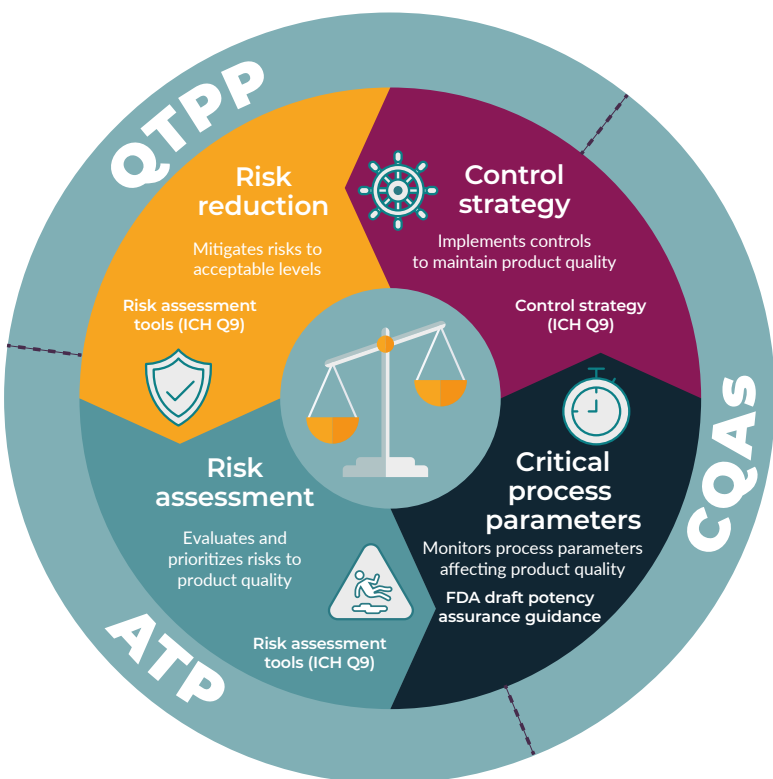 QTPP
Risk
reduction
Mitigates risks to
acceptable levels
Risk assessment
tools (ICH Q9)
Control
strategy
Implements controls
to maintain product quality
Control strategy
(ICH Q9)
CQAs
Critical
process
parameters
Monitors process parameters
affecting product quality
FDA draft potency
assurance guidance
Risk
assessment
Evaluates and
prioritizes risks to
product quality
Risk assessment
tools (ICH Q9)
ATP